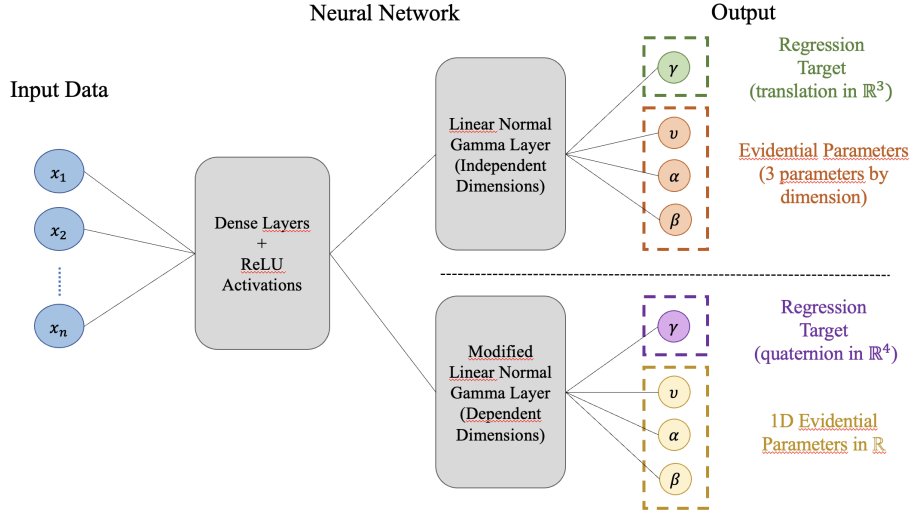 Neural Network
Output
Input Data
x₁
x₂
xₙ
Dense Layers
+
ReLU
Activations
Linear Normal
Gamma Layer
(Independent
Dimensions)
γ
υ
α
β
Regression
Target
(translation in ℝ³)
Evidential Parameters
(3 parameters by
dimension)
Modified
Linear Normal
Gamma Layer
(Dependent
Dimensions)
γ
υ
α
β
Regression
Target
(quaternion in ℝ⁴)
1D Evidential
Parameters in ℝ